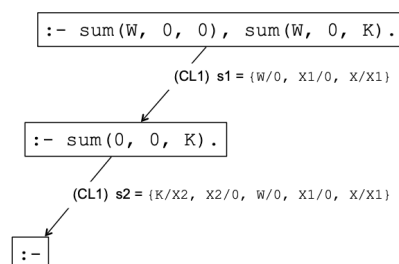 :- sum(W, 0, 0), sum(W, 0, K).
(CL1) s1 = {W/0, X1/0, X/X1}
:- sum(0, 0, K).
(CL1) s2 = {K/X2, X2/0, W/0, X1/0, X/X1}
:-